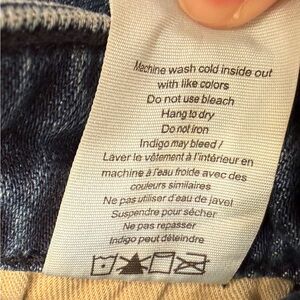 Machine wash cold inside out
with like colors
Do not use bleach
Hang to dry
Do not iron
Indigo may bleed /
Laver le vêtement à l'intérieur en
machine à l'eau froide avec des
couleurs similaires
Ne pas utiliser d'eau de javel
Suspendre pour sécher
Ne pas repasser
Indigo peut déteindre